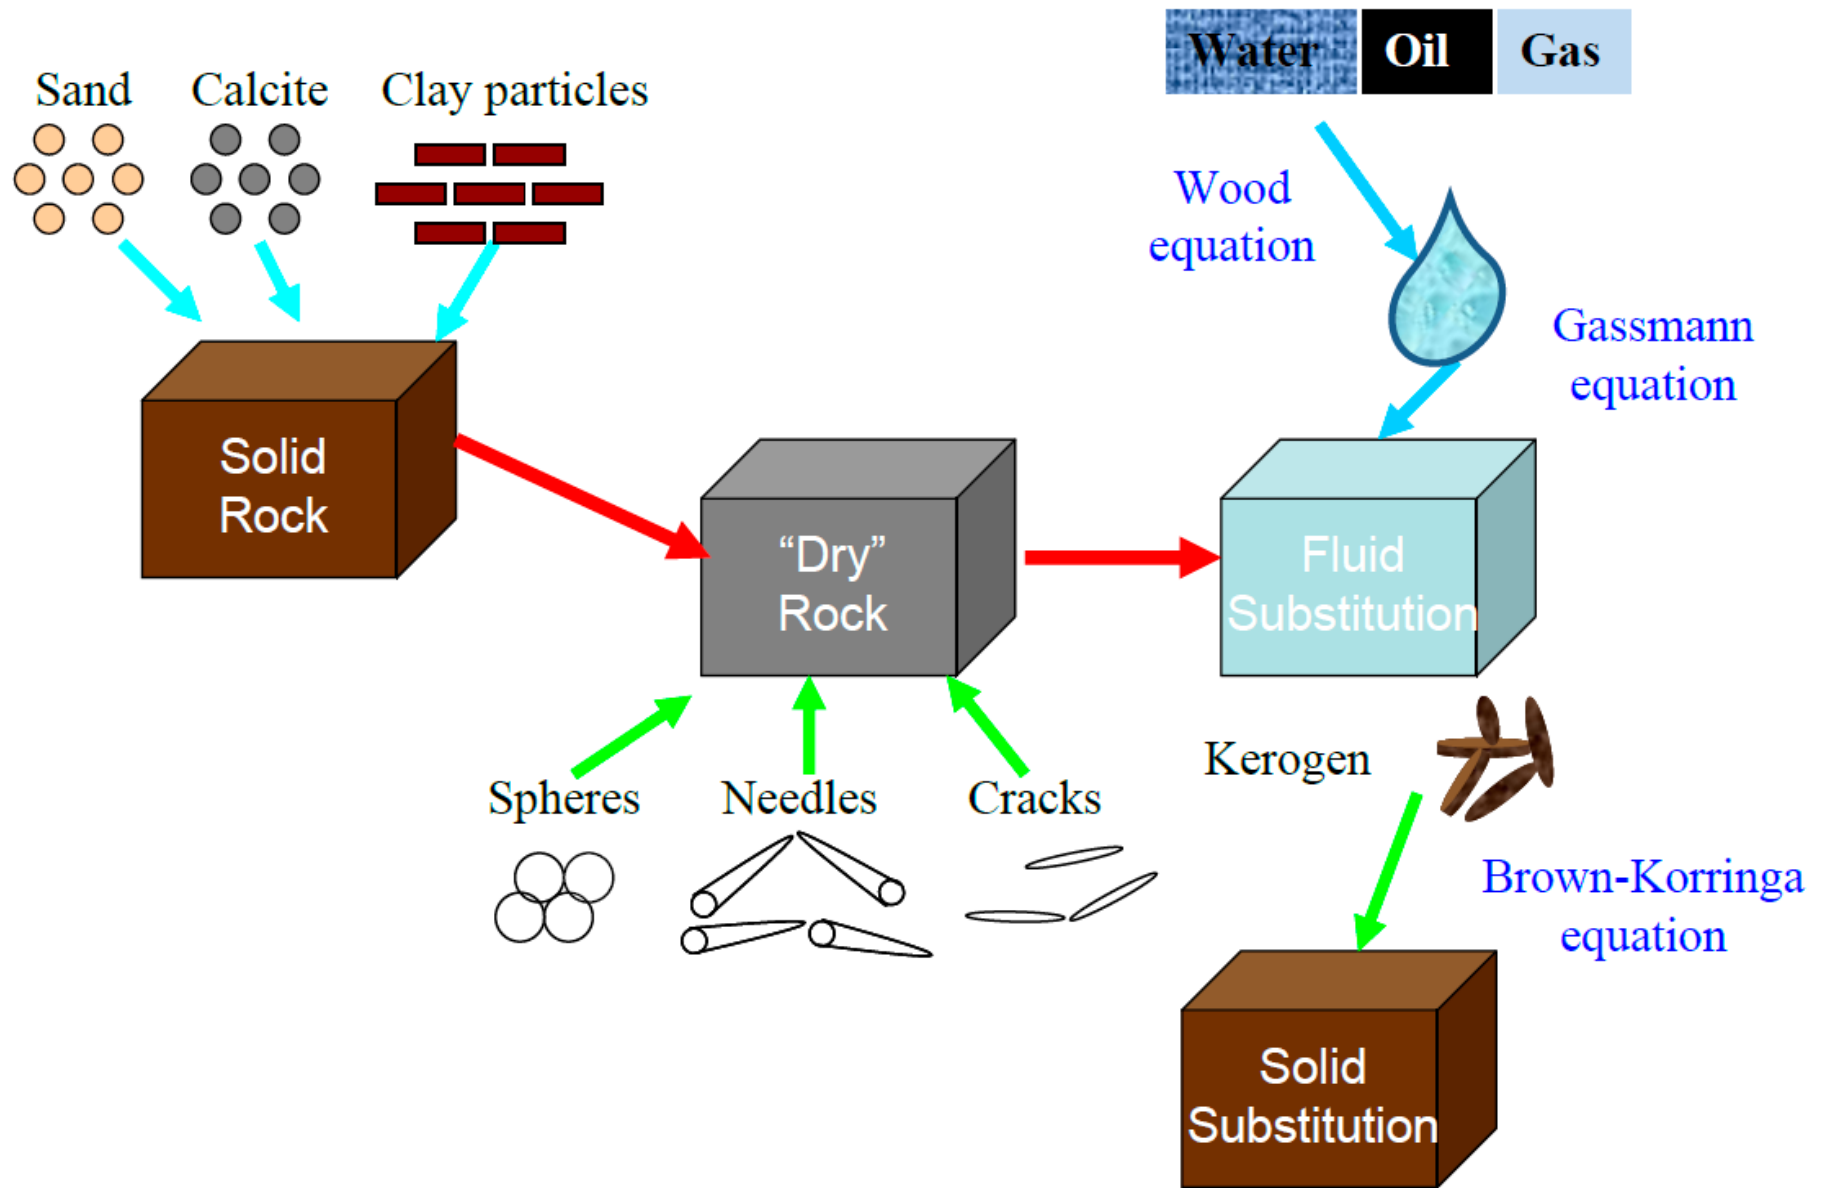 Water Oil Gas
Sand Calcite Clay particles
Wood
equation
Gassmann
equation
Solid
Rock
“Dry”
Rock
Fluid
Substitution
Spheres Needles Cracks
Kerogen
Brown-Korringa
equation
Solid
Substitution